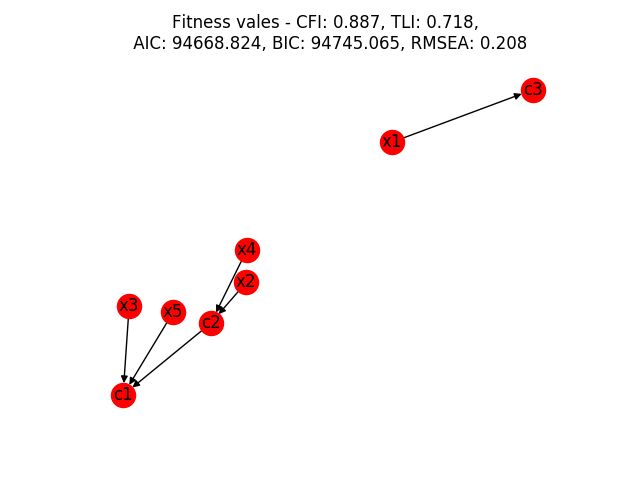 Fitness vales - CFI: 0.887, TLI: 0.718,
AIC: 94668.824, BIC: 94745.065, RMSEA: 0.208
c3
x1
x4
x2
x3
x5
c2
c1